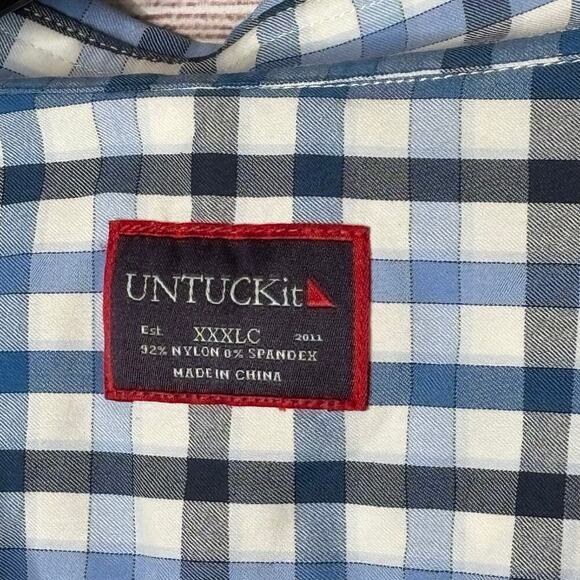 UNTUCKit
Est. XXXLC 2011
92% NYLON 8% SPANDEX
MADE IN CHINA